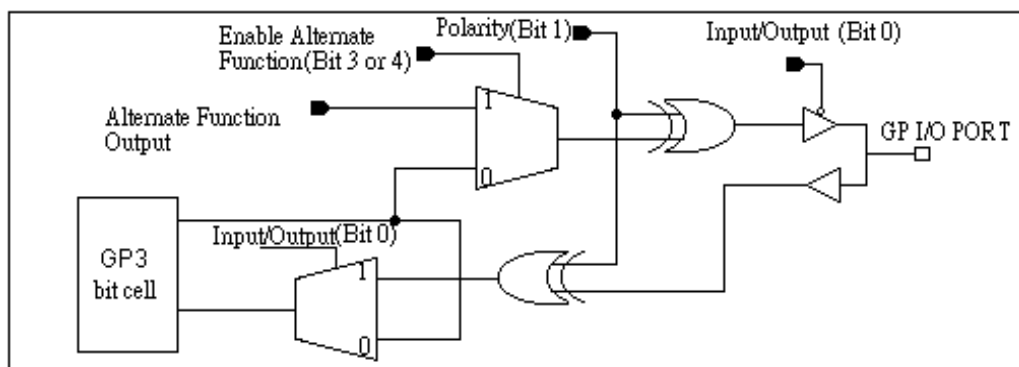 Enable Alternate
Function(Bit 3 or 4)
Polarity(Bit 1)
Input/Output (Bit 0)
1
Alternate Function
Output
GP I/O PORT
0
Input/Output(Bit 0)
GP3
bit cell
1
0